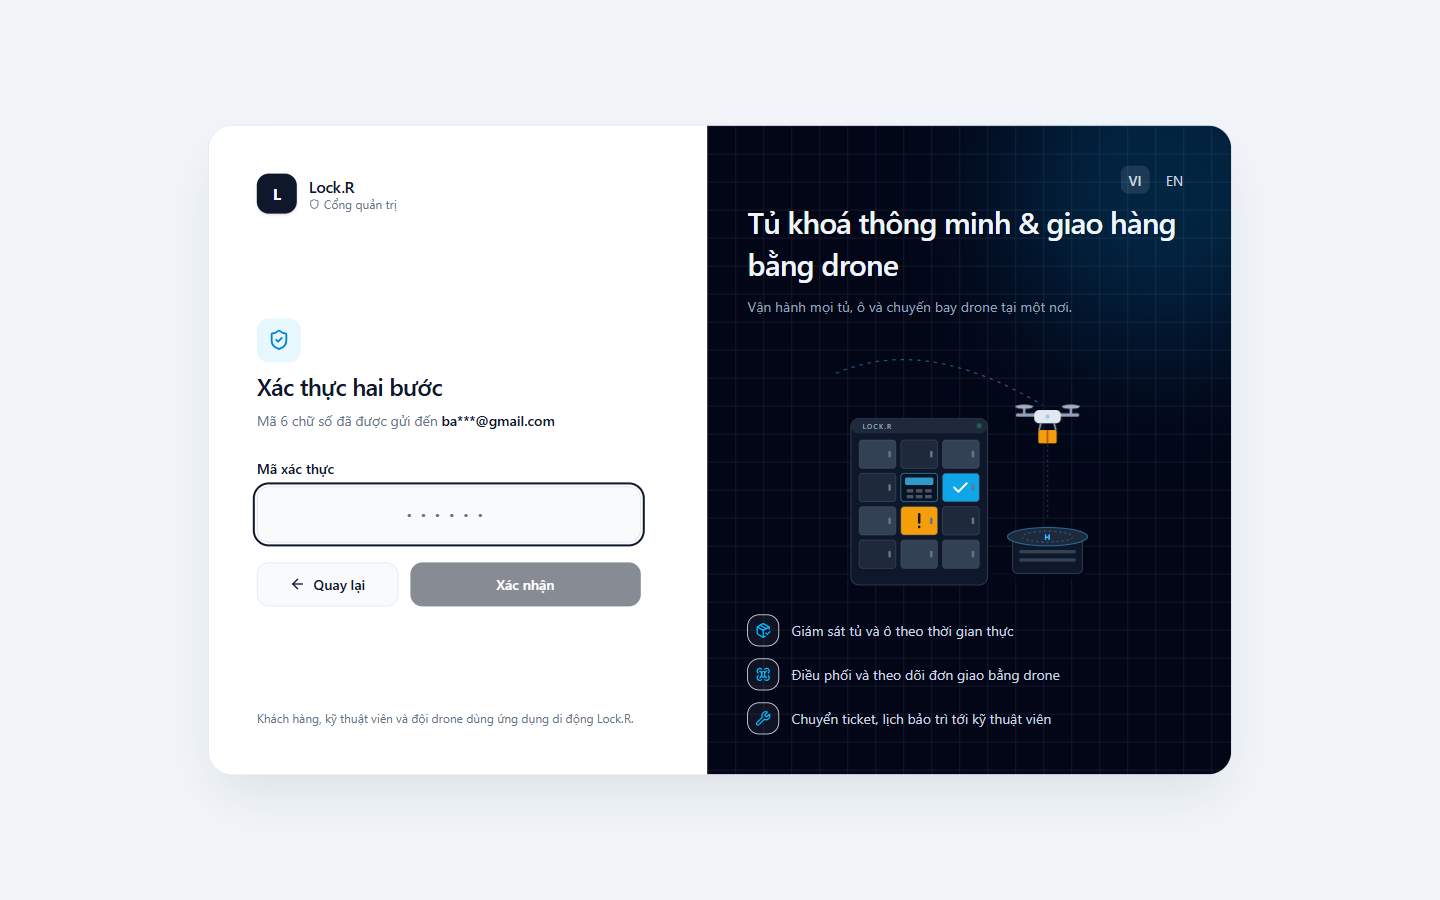 L
Lock.R
Cổng quản trị
Xác thực hai bước
Mã 6 chữ số đã được gửi đến ba***@gmail.com
Mã xác thực
• • • • • •
Quay lại
Xác nhận
Khách hàng, kỹ thuật viên và đội drone dùng ứng dụng di động Lock.R.
VI EN
Tủ khoá thông minh & giao hàng
bằng drone
Vận hành mọi tủ, ô và chuyến bay drone tại một nơi.
LOCK.R
!
H
Giám sát tủ và ô theo thời gian thực
Điều phối và theo dõi đơn giao bằng drone
Chuyển ticket, lịch bảo trì tới kỹ thuật viên